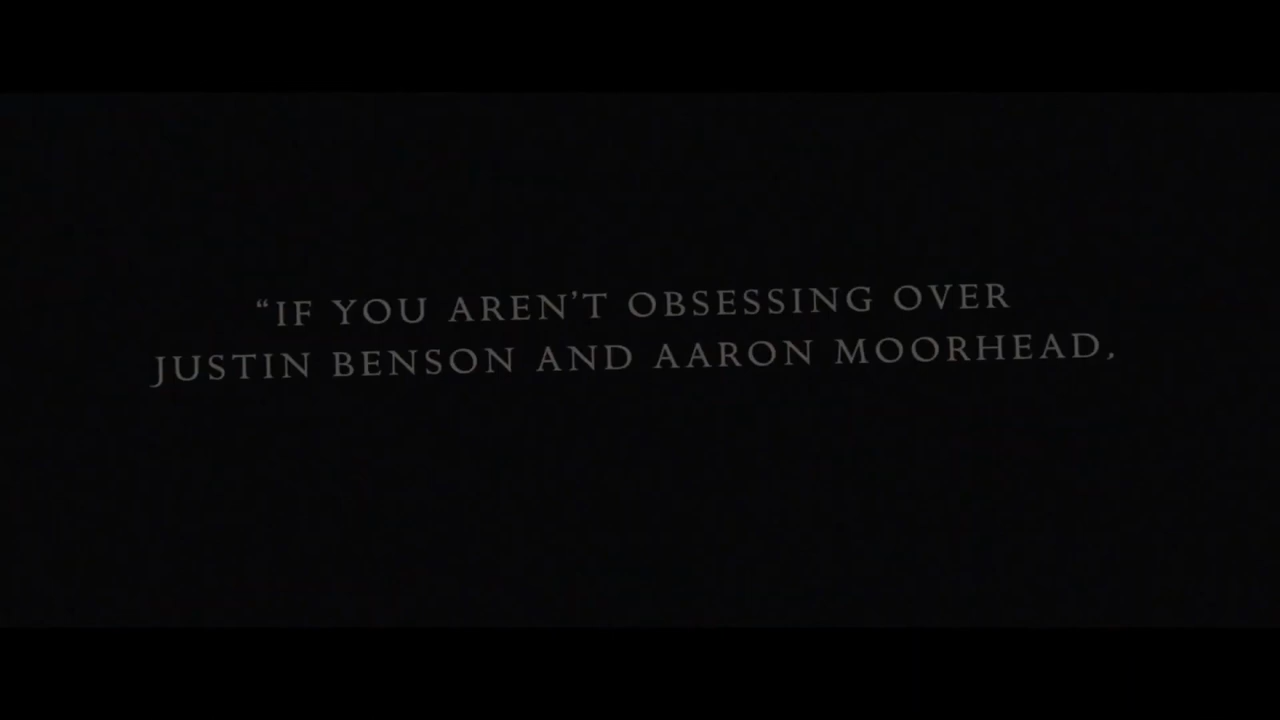 “IF YOU AREN’T OBSESSING OVER
JUSTIN BENSON AND AARON MOORHEAD,